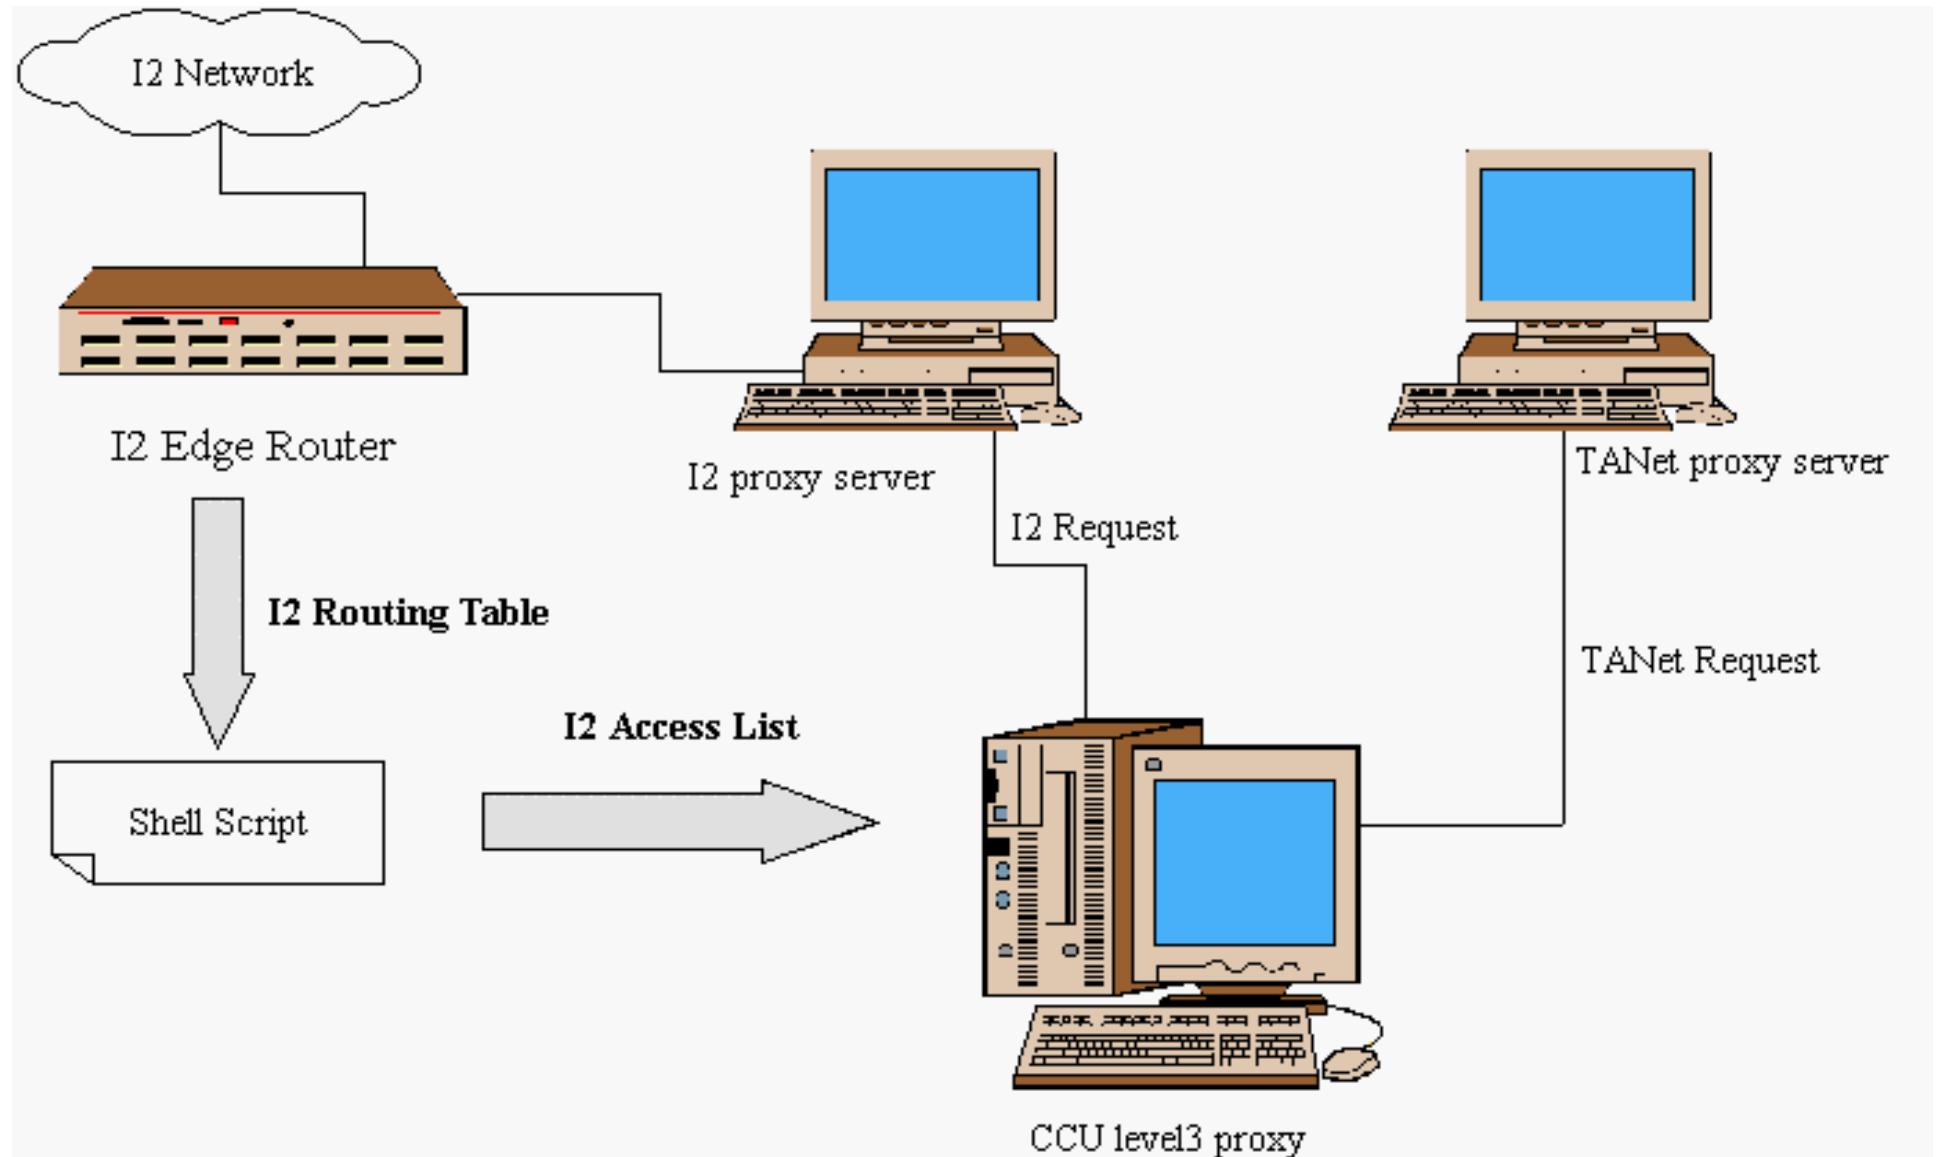 I2 Network
I2 Edge Router
I2 proxy server
TANet proxy server
I2 Request
I2 Routing Table
TANet Request
I2 Access List
Shell Script
CCU level3 proxy